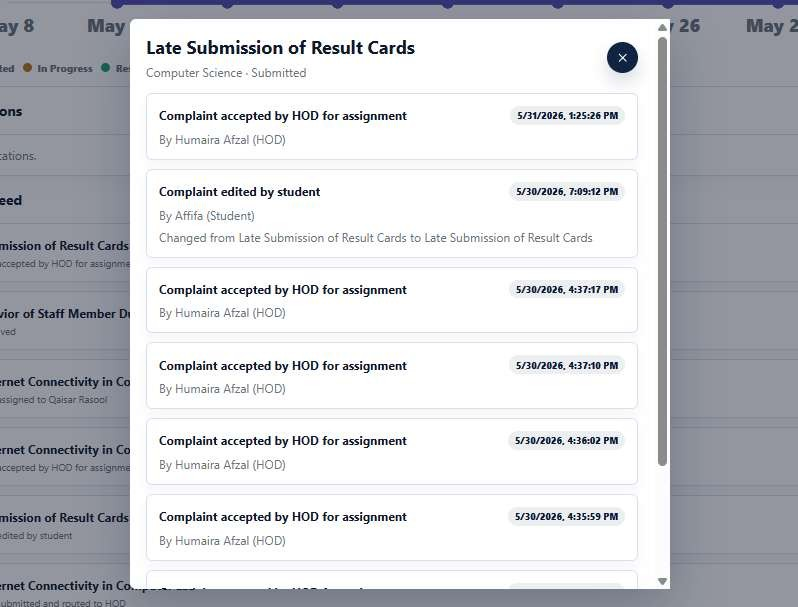 ay 8
May
26
May 2
ted
In Progress
Res
ons
cations.
eed
mission of Result Cards
accepted by HOD for assignme
vior of Staff Member Du
ved
ernet Connectivity in Co
assigned to Qaisar Rasool
ernet Connectivity in Co
accepted by HOD for assignme
mission of Result Cards
edited by student
ernet Connectivity in Comp
submitted and routed to HOD
Late Submission of Result Cards
Computer Science · Submitted
Complaint accepted by HOD for assignment
5/31/2026, 1:25:26 PM
By Humaira Afzal (HOD)
Complaint edited by student
5/30/2026, 7:09:12 PM
By Affifa (Student)
Changed from Late Submission of Result Cards to Late Submission of Result Cards
Complaint accepted by HOD for assignment
5/30/2026, 4:37:17 PM
By Humaira Afzal (HOD)
Complaint accepted by HOD for assignment
5/30/2026, 4:37:10 PM
By Humaira Afzal (HOD)
Complaint accepted by HOD for assignment
5/30/2026, 4:36:02 PM
By Humaira Afzal (HOD)
Complaint accepted by HOD for assignment
5/30/2026, 4:35:59 PM
By Humaira Afzal (HOD)